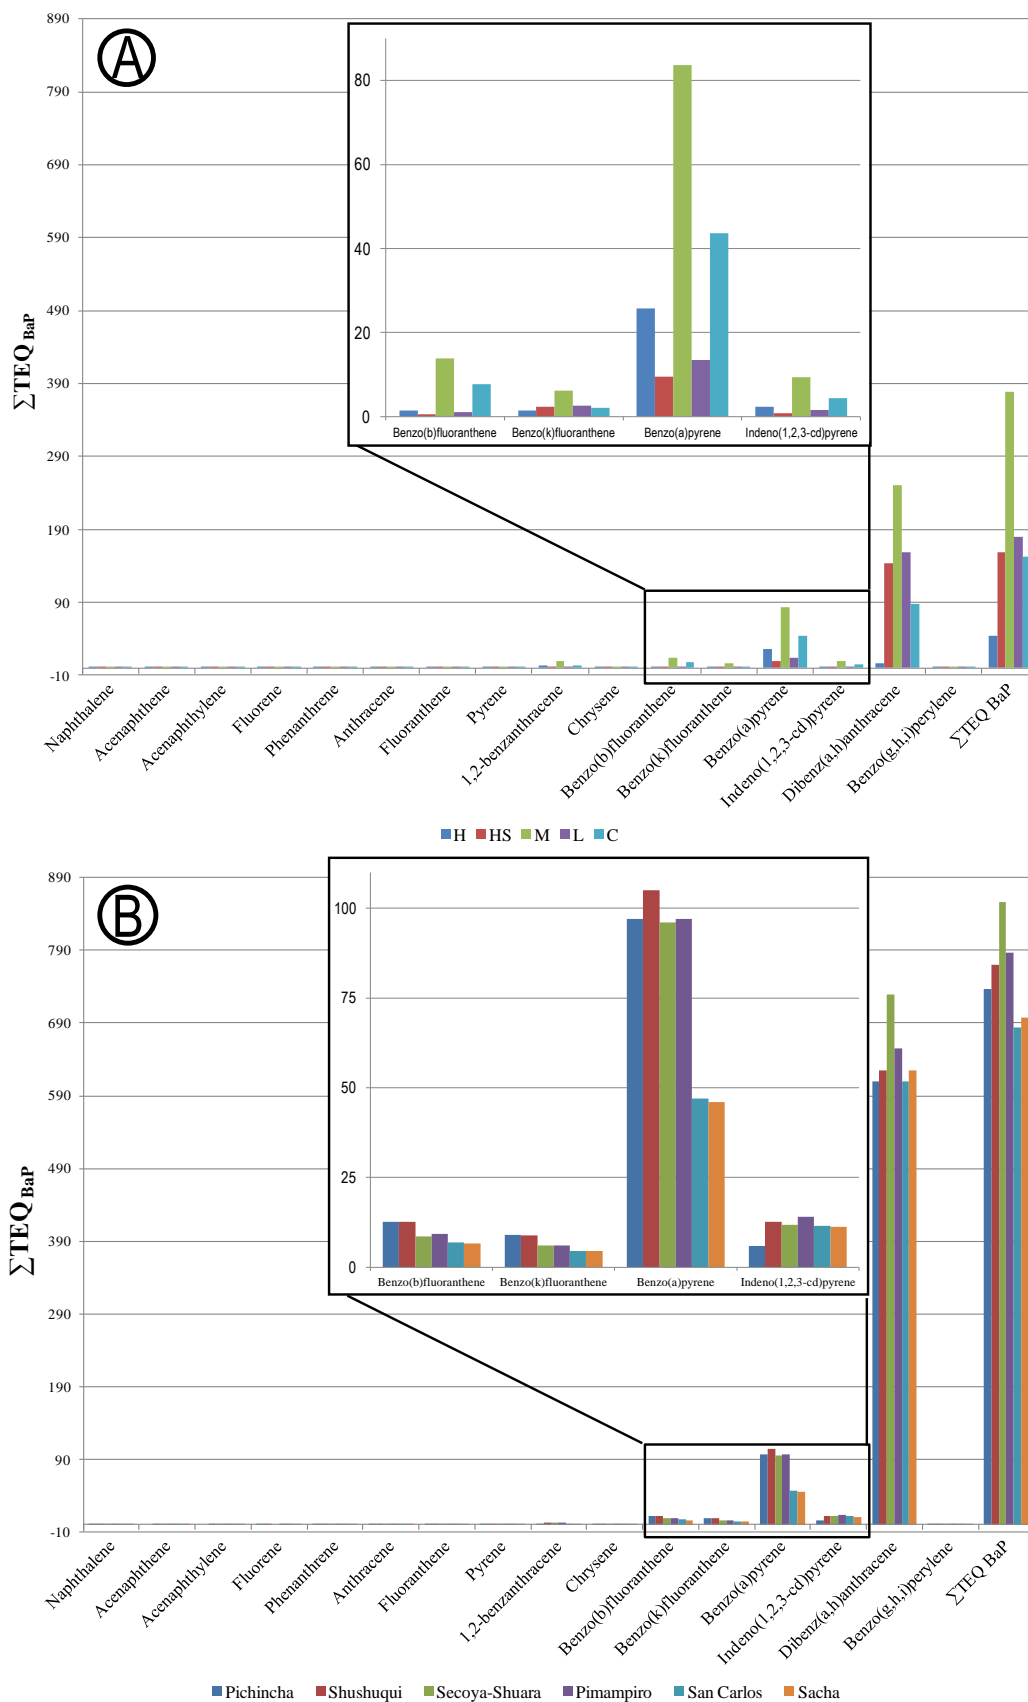 A
890
790
690
590
490
390
290
190
90
-10
∑TEQ BaP
80
60
40
20
0
Benzo(b)fluoranthene
Benzo(k)fluoranthene
Benzo(a)pyrene
Indeno(1,2,3-cd)pyrene
Naphthalene
Acenaphthene
Acenaphthylene
Fluorene
Phenanthrene
Anthracene
Fluoranthene
Pyrene
1,2-benzanthracene
Chrysene
Benzo(b)fluoranthene
Benzo(k)fluoranthene
Benzo(a)pyrene
Indeno(1,2,3-cd)pyrene
Dibenz(a,h)anthracene
Benzo(g,h,i)perylene
∑TEQ BaP
H HS M L C
B
890
790
690
590
490
390
290
190
90
-10
∑TEQ BaP
100
75
50
25
0
Benzo(b)fluoranthene
Benzo(k)fluoranthene
Benzo(a)pyrene
Indeno(1,2,3-cd)pyrene
Naphthalene
Acenaphthene
Acenaphthylene
Fluorene
Phenanthrene
Anthracene
Fluoranthene
Pyrene
1,2-benzanthracene
Chrysene
Benzo(b)fluoranthene
Benzo(k)fluoranthene
Benzo(a)pyrene
Indeno(1,2,3-cd)pyrene
Dibenz(a,h)anthracene
Benzo(g,h,i)perylene
∑TEQ BaP
Pichincha Shushuqui Secoya-Shuara Pimampiro San Carlos Sacha